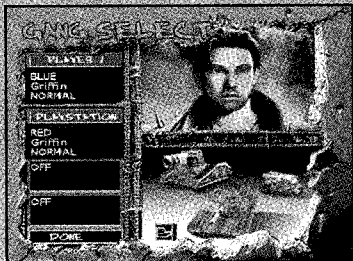 GANG SELECT
PLAYER 1
BLUE
Griffin
NORMAL
PLAYSTATION
RED
Griffin
NORMAL
OFF
OFF
DONE